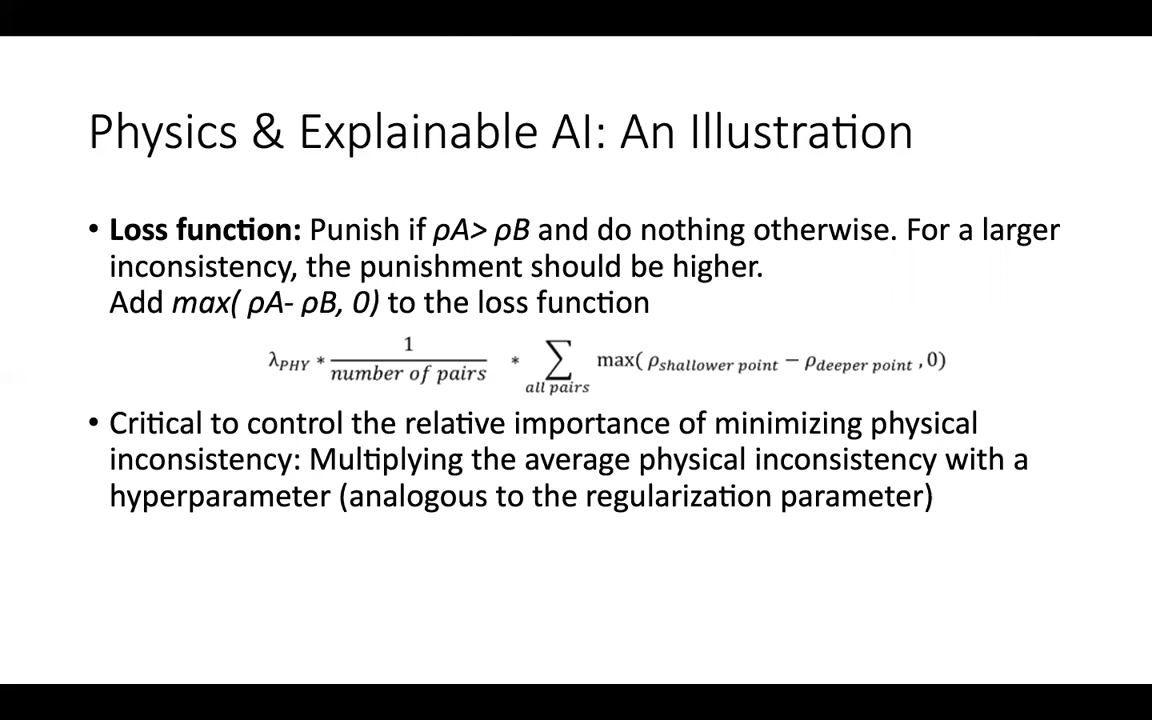 Physics & Explainable AI: An Illustration
• Loss function: Punish if ρA> ρB and do nothing otherwise. For a larger
inconsistency, the punishment should be higher.
Add max( ρA- ρB, 0) to the loss function
λPHY * 1 / number of pairs * ∑ all pairs max( ρshallower point − ρdeeper point , 0)
• Critical to control the relative importance of minimizing physical
inconsistency: Multiplying the average physical inconsistency with a
hyperparameter (analogous to the regularization parameter)